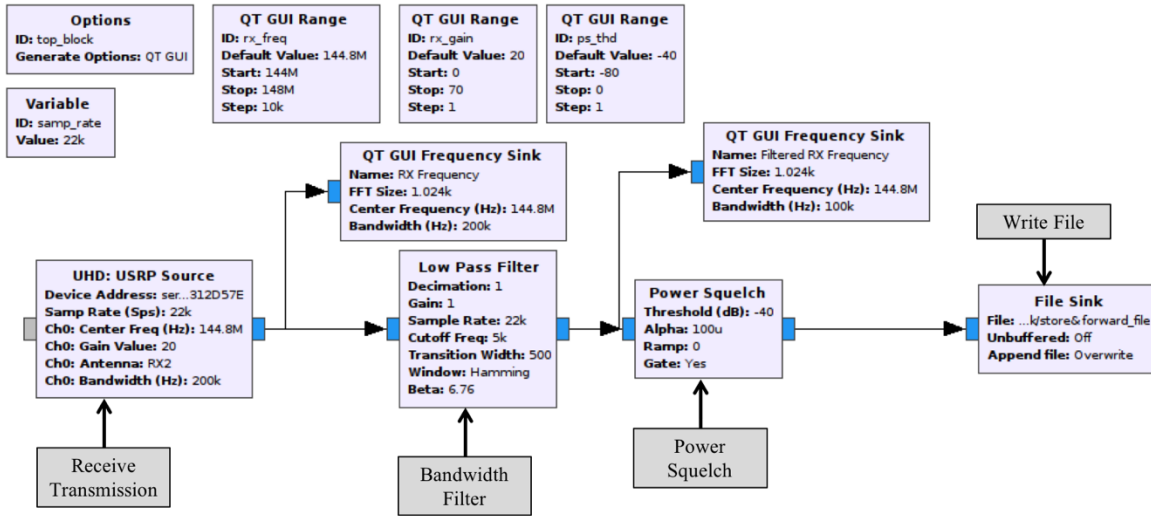 Options
ID: top_block
Generate Options: QT GUI
Variable
ID: samp_rate
Value: 22k
QT GUI Range
ID: rx_freq
Default Value: 144.8M
Start: 144M
Stop: 148M
Step: 10k
QT GUI Range
ID: rx_gain
Default Value: 20
Start: 0
Stop: 70
Step: 1
QT GUI Range
ID: ps_thd
Default Value: -40
Start: -80
Stop: 0
Step: 1
QT GUI Frequency Sink
Name: RX Frequency
FFT Size: 1.024k
Center Frequency (Hz): 144.8M
Bandwidth (Hz): 200k
QT GUI Frequency Sink
Name: Filtered RX Frequency
FFT Size: 1.024k
Center Frequency (Hz): 144.8M
Bandwidth (Hz): 100k
Write File
UHD: USRP Source
Device Address: ser...312D57E
Samp Rate (Sps): 22k
Ch0: Center Freq (Hz): 144.8M
Ch0: Gain Value: 20
Ch0: Antenna: RX2
Ch0: Bandwidth (Hz): 200k
Low Pass Filter
Decimation: 1
Gain: 1
Sample Rate: 22k
Cutoff Freq: 5k
Transition Width: 500
Window: Hamming
Beta: 6.76
Power Squelch
Threshold (dB): -40
Alpha: 100u
Ramp: 0
Gate: Yes
File Sink
File: ...k/store&forward_file
Unbuffered: Off
Append file: Overwrite
Receive
Transmission
Bandwidth
Filter
Power
Squelch